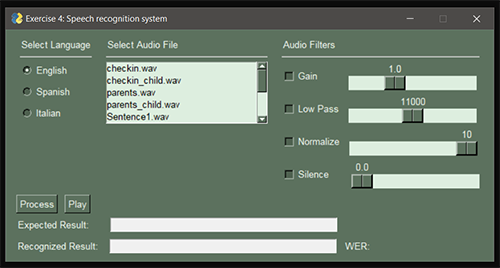 Exercise 4: Speech recognition system
Select Language
English
Spanish
Italian
Select Audio File
checkin.wav
checkin_child.wav
parents.wav
parents_child.wav
Sentence1.wav
Audio Filters
Gain 1.0
Low Pass 11000
Normalize 10
Silence 0.0
Process Play
Expected Result:
Recognized Result: WER: